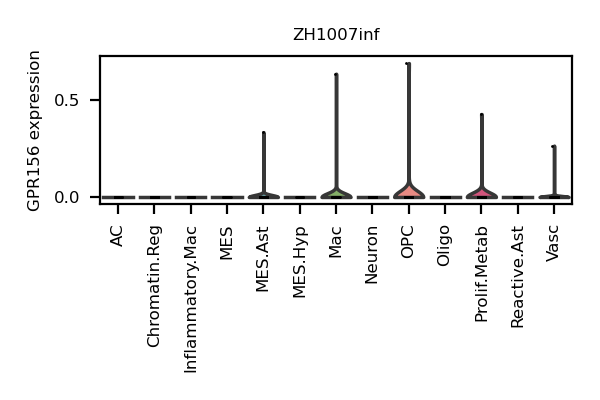 ZH1007inf
GPR156 expression
0.5
0.0
AC
Chromatin.Reg
Inflammatory.Mac
MES
MES.Ast
MES.Hyp
Mac
Neuron
OPC
Oligo
Prolif.Metab
Reactive.Ast
Vasc